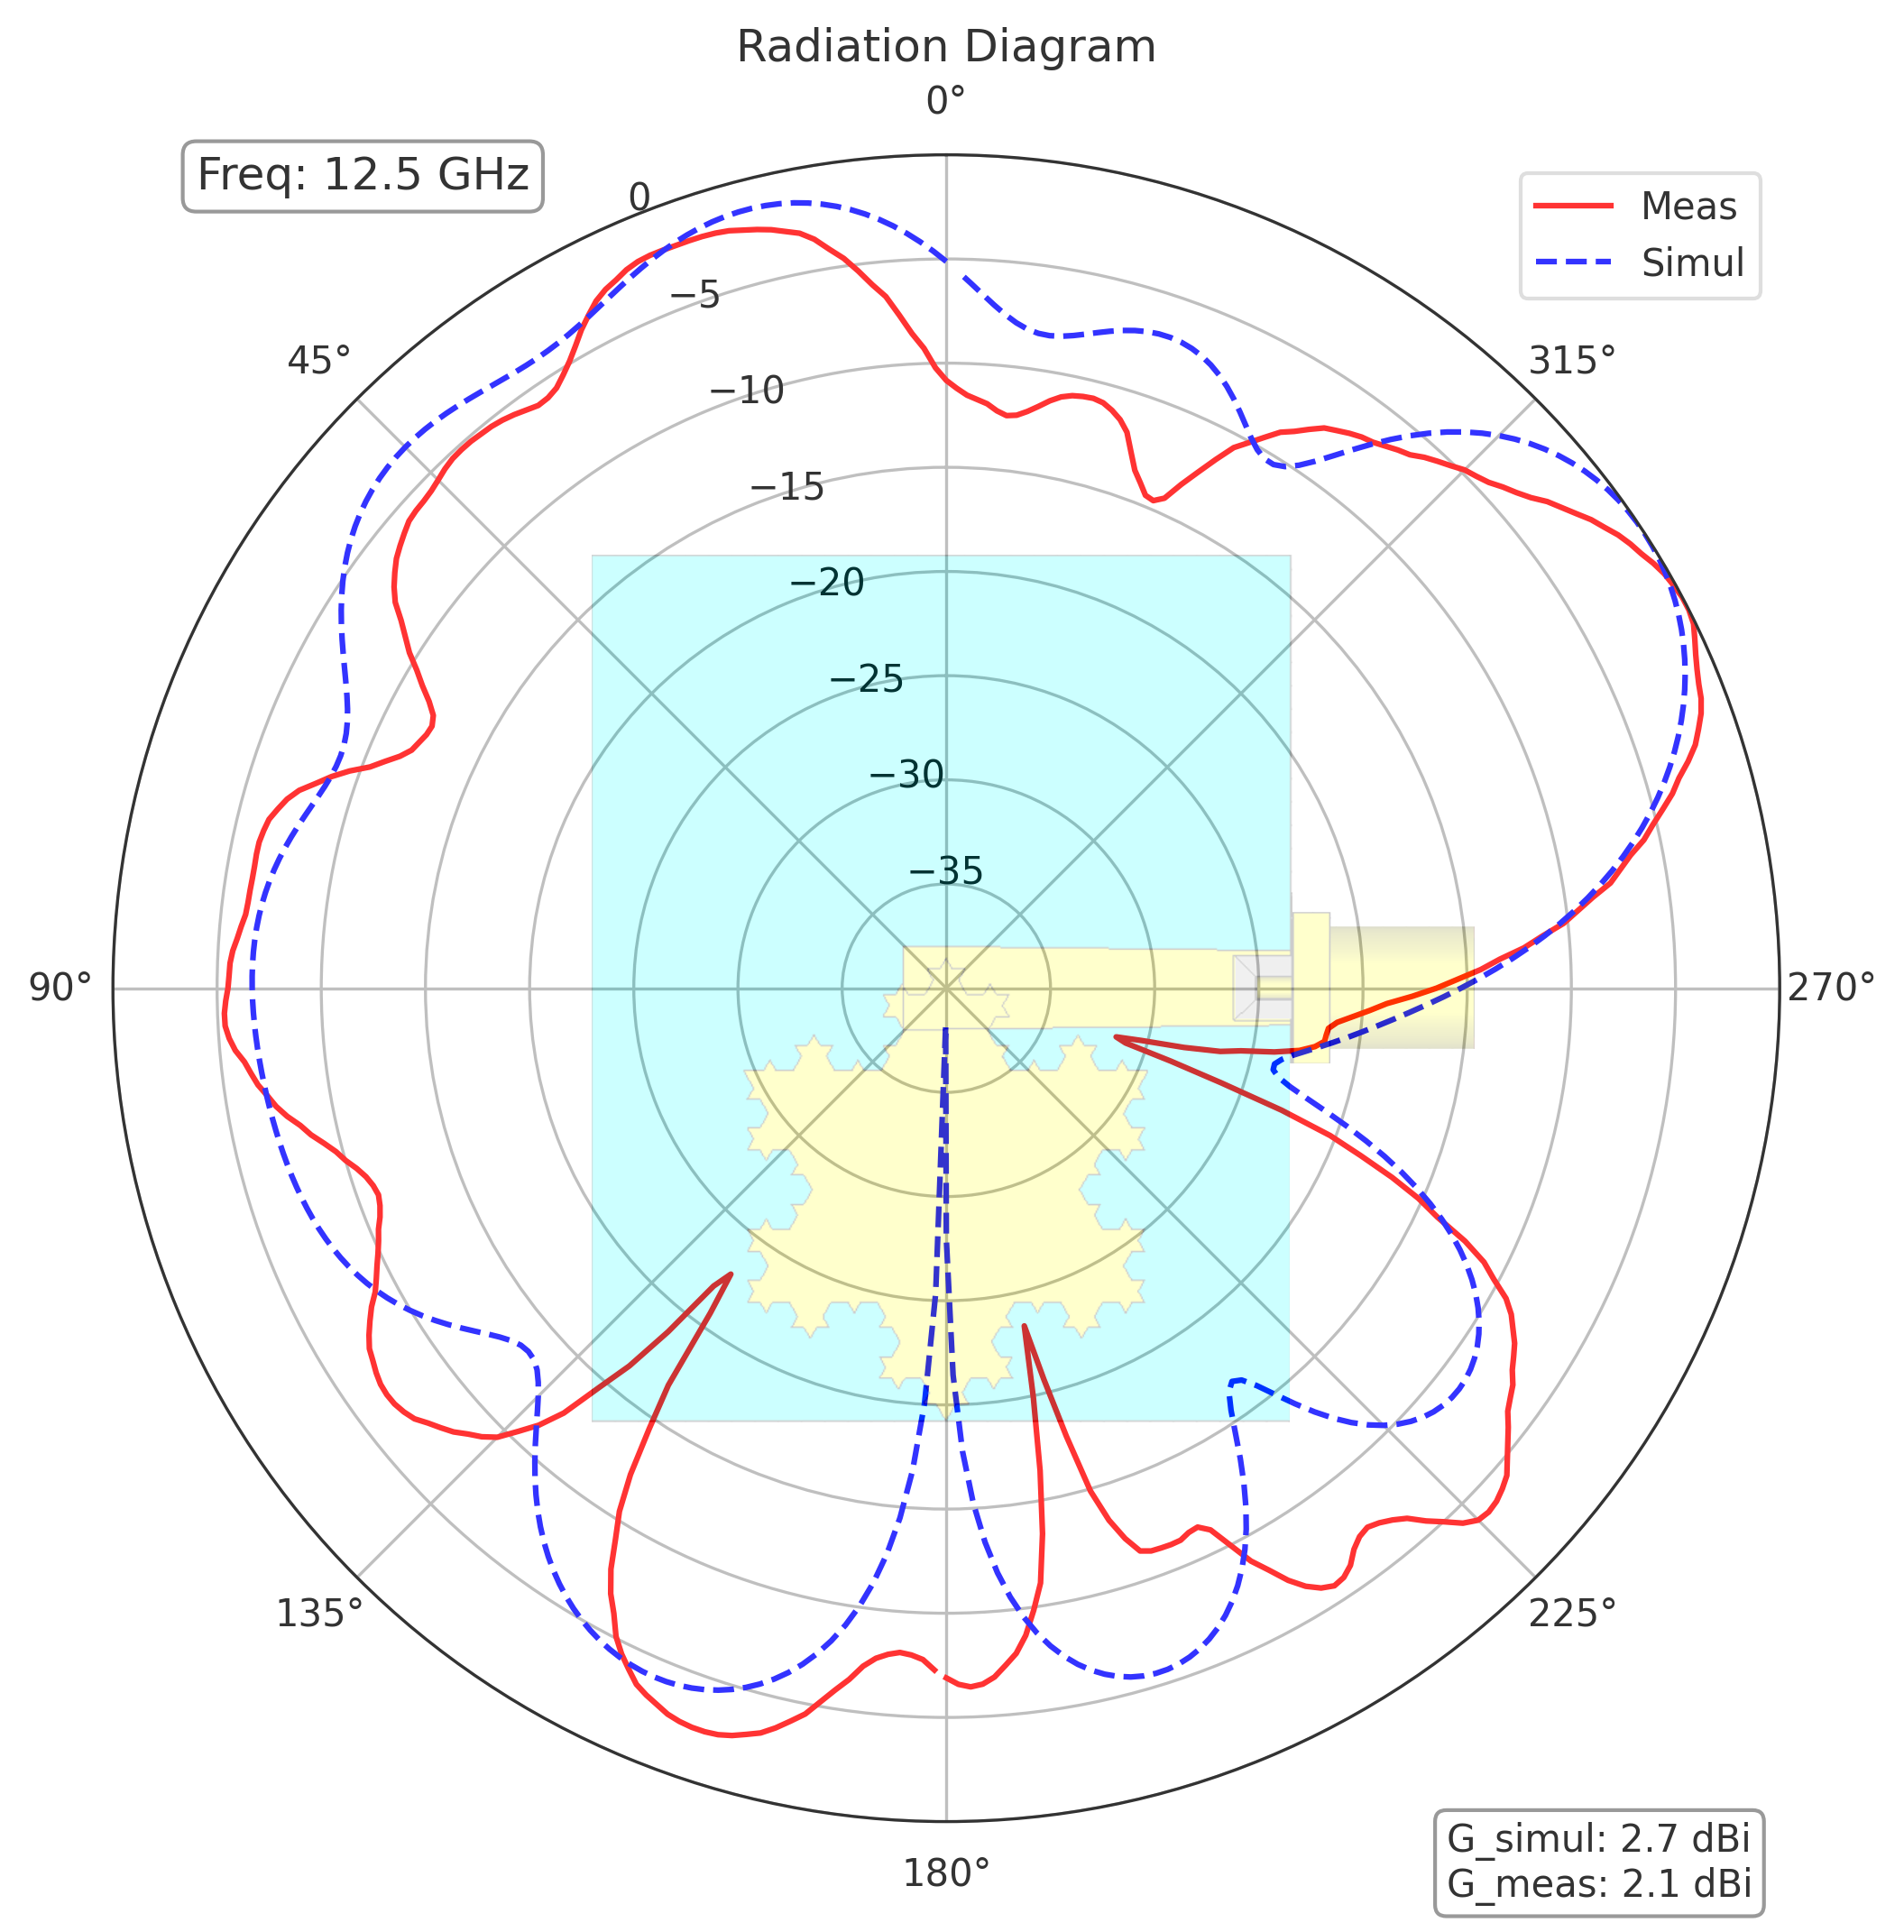 Radiation Diagram
0°
Freq: 12.5 GHz
0
Meas
Simul
−5
45°
315°
−10
−15
−20
−25
−30
−35
90°
270°
135°
225°
180°
G_simul: 2.7 dBi
G_meas: 2.1 dBi